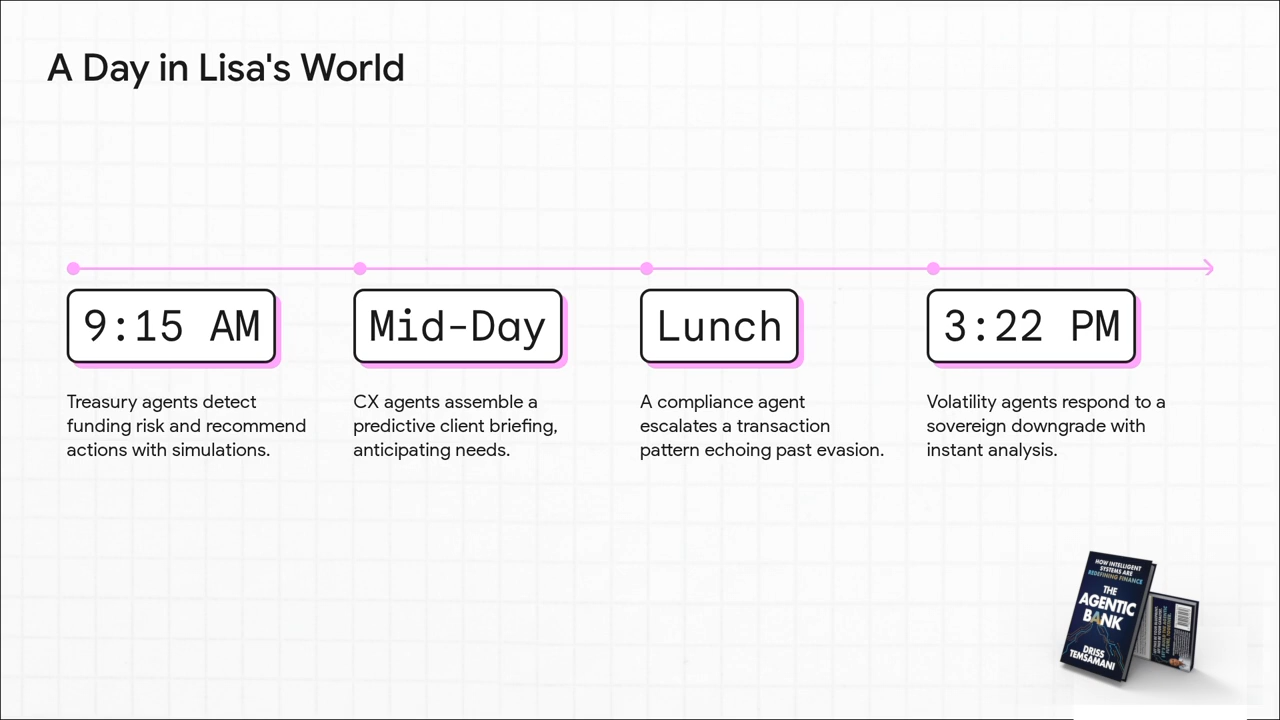 A Day in Lisa's World
9:15 AM
Treasury agents detect
funding risk and recommend
actions with simulations.
Mid-Day
CX agents assemble a
predictive client briefing,
anticipating needs.
Lunch
A compliance agent
escalates a transaction
pattern echoing past evasion.
3:22 PM
Volatility agents respond to a
sovereign downgrade with
instant analysis.
HOW INTELLIGENT
SYSTEMS ARE
REDEFINING FINANCE
THE
AGENTIC
BANK
DRISS
TEMSAMANI